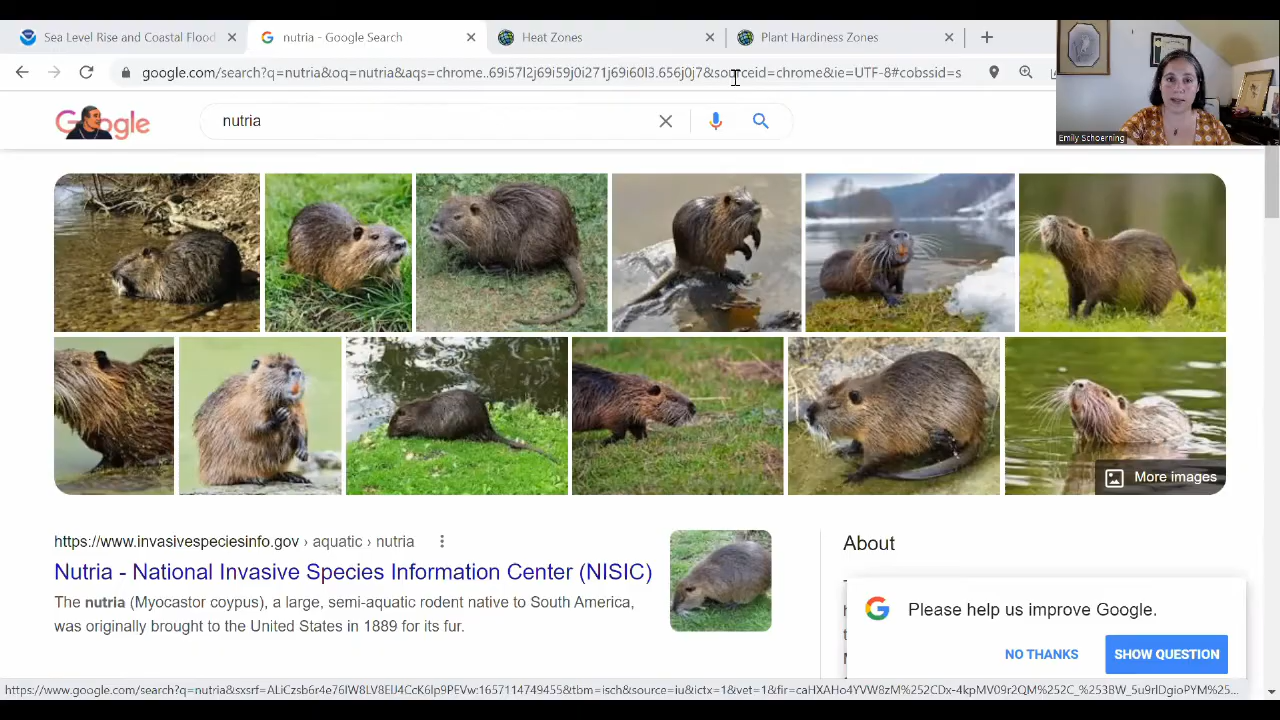 Sea Level Rise and Coastal Flood
nutria - Google Search
Heat Zones
Plant Hardiness Zones
google.com/search?q=nutria&oq=nutria&aqs=chrome..69i57l2j69i59j0i271j69i60l3.656j0j7&sourceid=chrome&ie=UTF-8#cobssid=s
Google
nutria
Emily Schoerning
More images
https://www.invasivespeciesinfo.gov › aquatic › nutria
Nutria - National Invasive Species Information Center (NISIC)
The nutria (Myocastor coypus), a large, semi-aquatic rodent native to South America,
was originally brought to the United States in 1889 for its fur.
About
Please help us improve Google.
NO THANKS
SHOW QUESTION